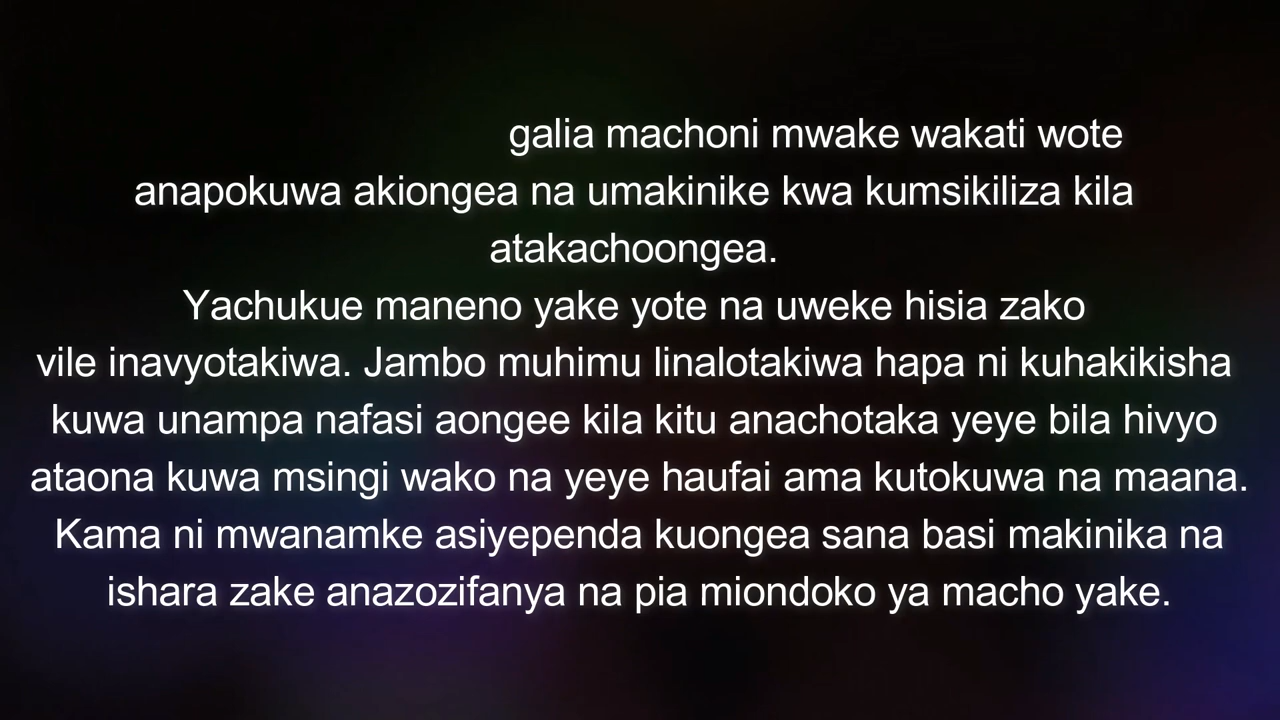 galia machoni mwake wakati wote
anapokuwa akiongea na umakinike kwa kumsikiliza kila
atakachoongea.
Yachukue maneno yake yote na uweke hisia zako
vile inavyotakiwa. Jambo muhimu linalotakiwa hapa ni kuhakikisha
kuwa unampa nafasi aongee kila kitu anachotaka yeye bila hivyo
ataona kuwa msingi wako na yeye haufai ama kutokuwa na maana.
Kama ni mwanamke asiyependa kuongea sana basi makinika na
ishara zake anazozifanya na pia miondoko ya macho yake.